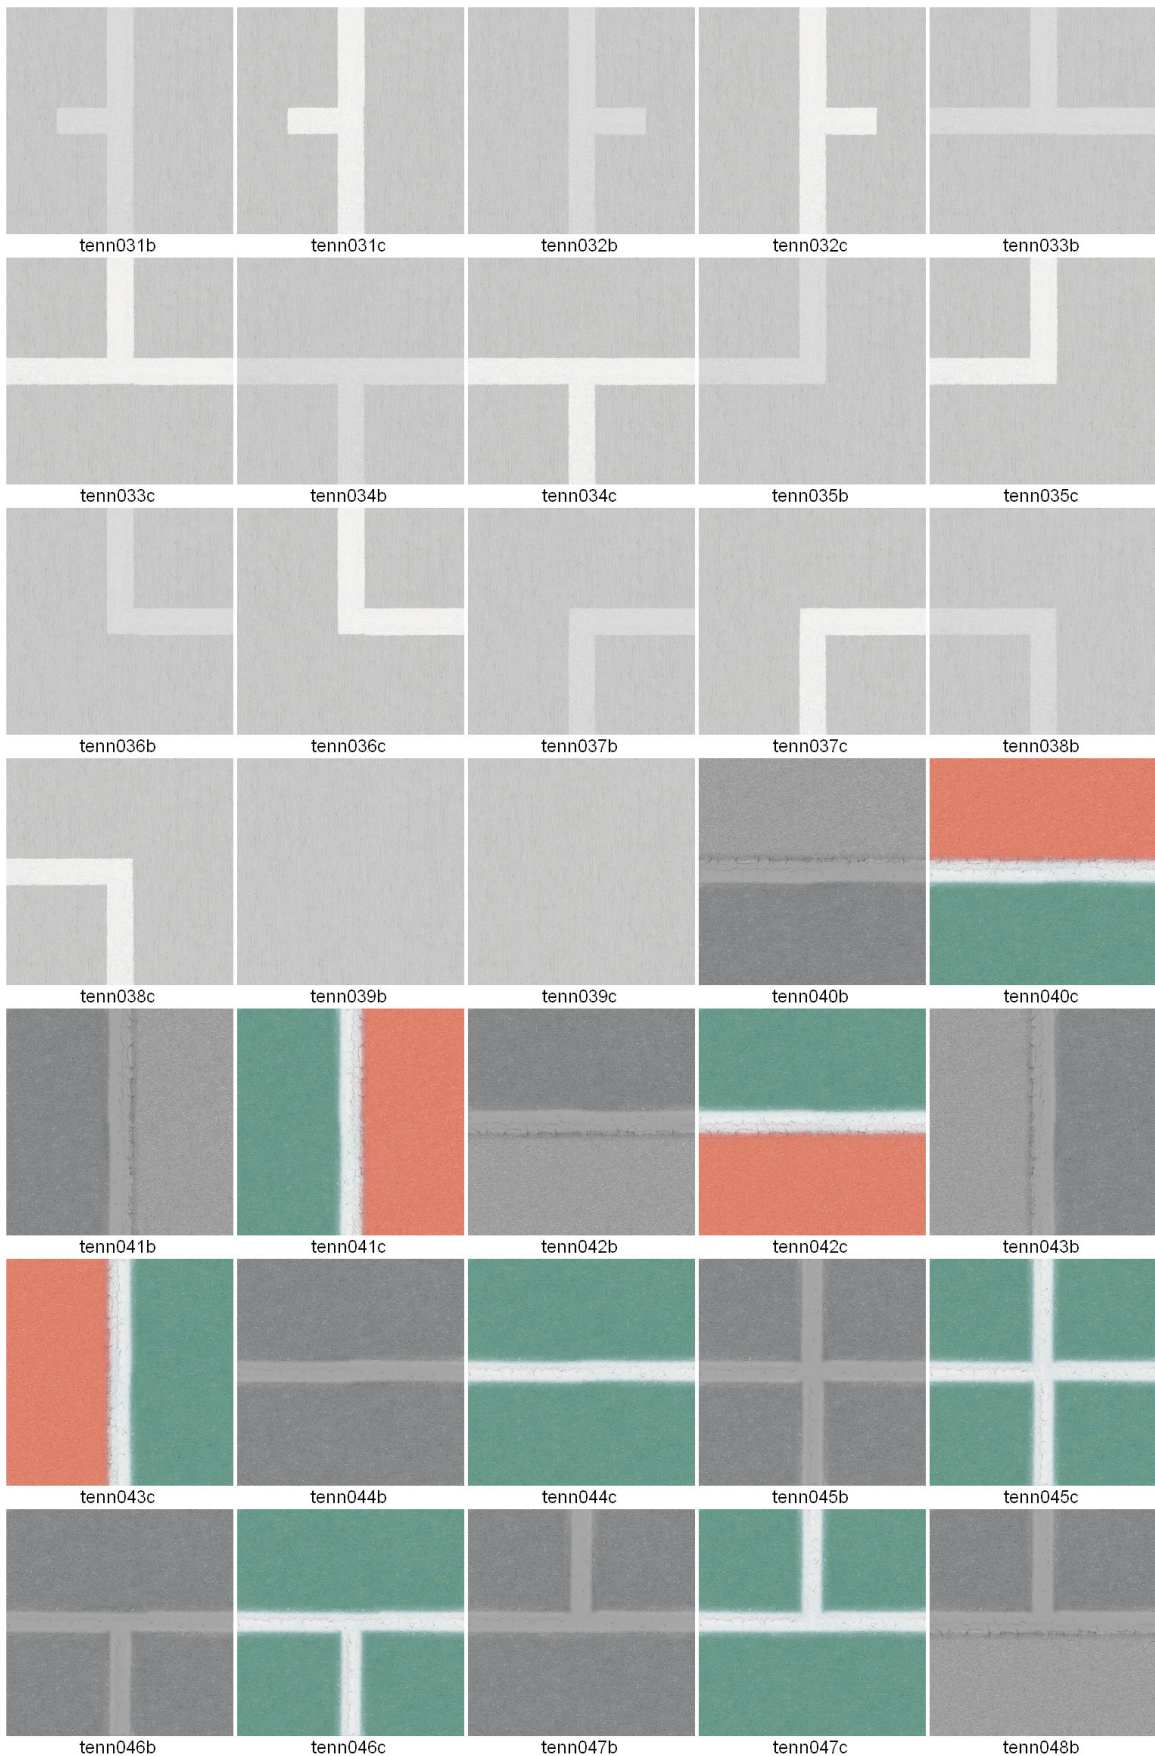 tenn031b tenn031c tenn032b tenn032c tenn033b
tenn033c tenn034b tenn034c tenn035b tenn035c
tenn036b tenn036c tenn037b tenn037c tenn038b
tenn038c tenn039b tenn039c tenn040b tenn040c
tenn041b tenn041c tenn042b tenn042c tenn043b
tenn043c tenn044b tenn044c tenn045b tenn045c
tenn046b tenn046c tenn047b tenn047c tenn048b